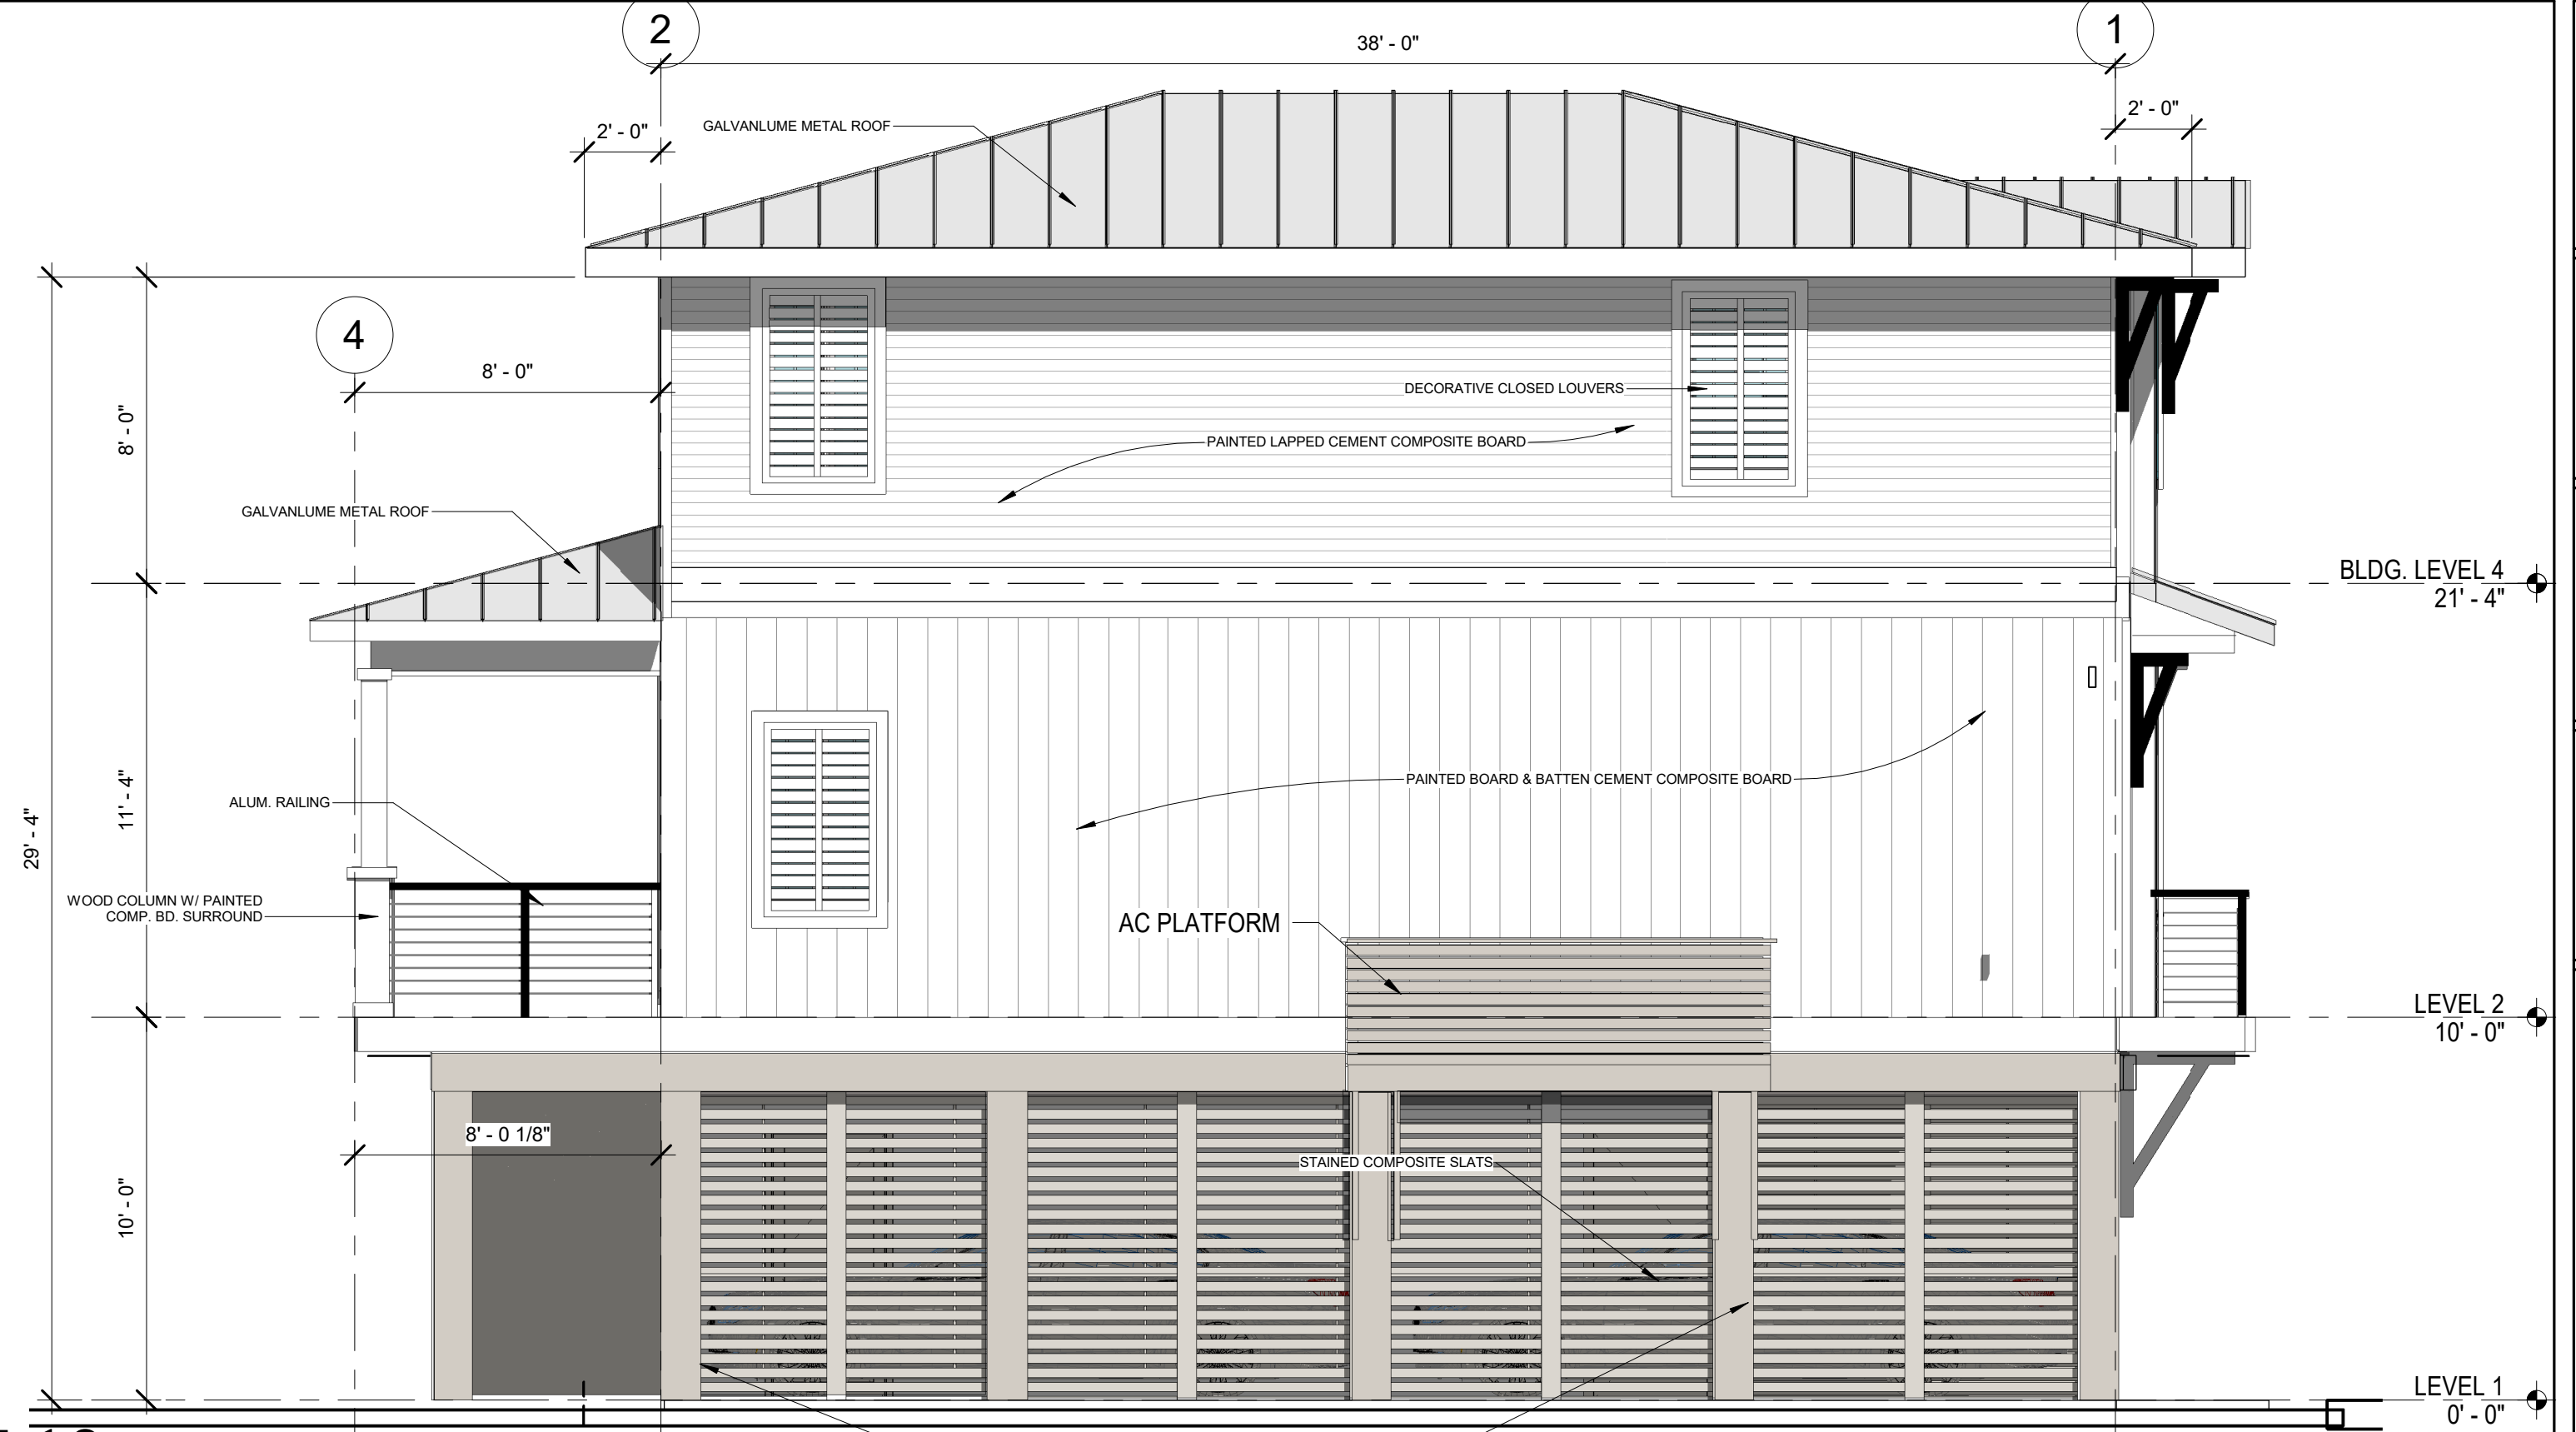 2
1
38' - 0"
2' - 0"
2' - 0"
GALVANLUME METAL ROOF
4
8' - 0"
8' - 0"
DECORATIVE CLOSED LOUVERS
PAINTED LAPPED CEMENT COMPOSITE BOARD
GALVANLUME METAL ROOF
BLDG. LEVEL 4
21' - 4"
11' - 4"
29' - 4"
ALUM. RAILING
PAINTED BOARD & BATTEN CEMENT COMPOSITE BOARD
WOOD COLUMN W/ PAINTED
COMP. BD. SURROUND
AC PLATFORM
LEVEL 2
10' - 0"
8' - 0 1/8"
10' - 0"
STAINED COMPOSITE SLATS
LEVEL 1
0' - 0"